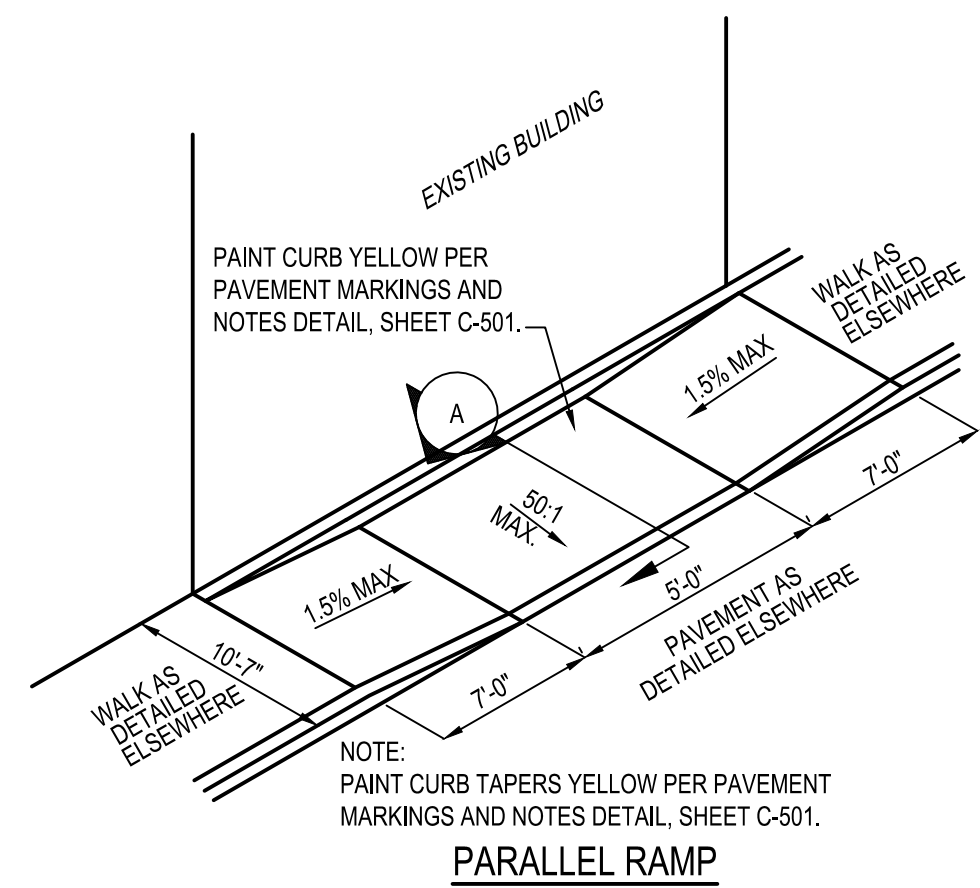 EXISTING BUILDING
PAINT CURB YELLOW PER
PAVEMENT MARKINGS AND
NOTES DETAIL, SHEET C-501.
WALK AS
DETAILED
ELSEWHERE
1.5% MAX
A
7'-0"
50:1
MAX.
5'-0"
1.5% MAX
PAVEMENT AS
DETAILED ELSEWHERE
10'-7"
7'-0"
WALK AS
DETAILED
ELSEWHERE
NOTE:
PAINT CURB TAPERS YELLOW PER PAVEMENT
MARKINGS AND NOTES DETAIL, SHEET C-501.
PARALLEL RAMP